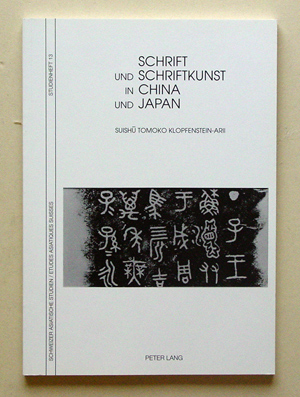 SCHRIFT
UND SCHRIFTKUNST
IN CHINA
UND JAPAN
SUISHŪ TOMOKO KLOPFENSTEIN-ARII
STUDIENHEFT 13
SCHWEIZER ASIATISCHE STUDIEN / ETUDES ASIATIQUES SUISSES
PETER LANG